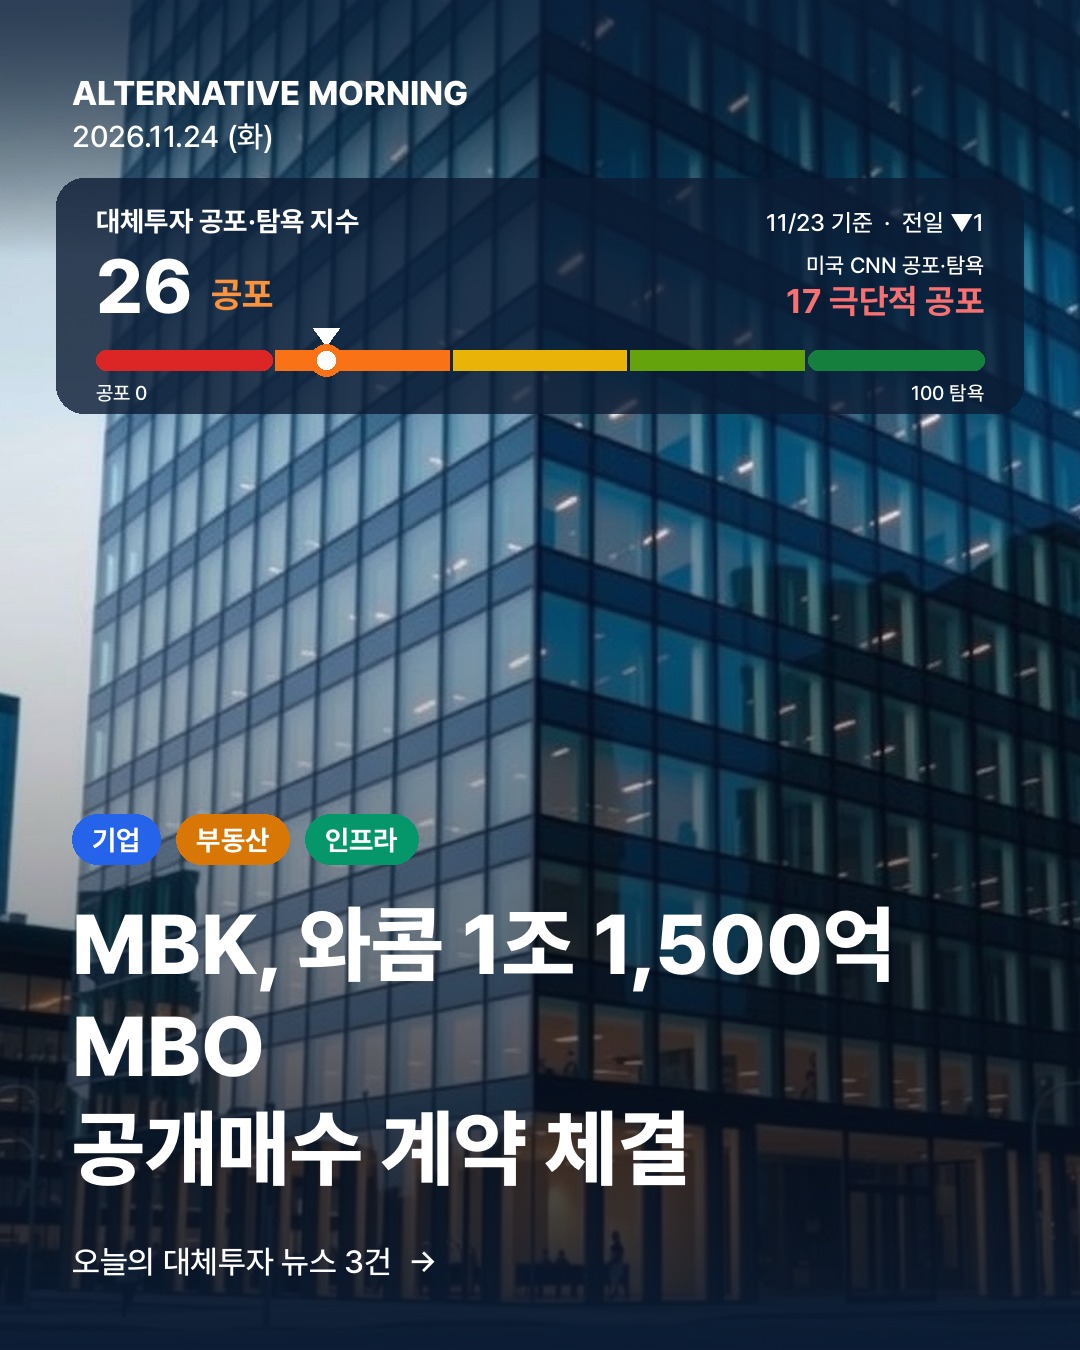 ALTERNATIVE MORNING
2026.11.24 (화)
대체투자 공포·탐욕 지수
11/23 기준 · 전일 ▼1
26 공포
미국 CNN 공포·탐욕
17 극단적 공포
공포 0
100 탐욕
기업
부동산
인프라
MBK, 와콤 1조 1,500억
MBO
공개매수 계약 체결
오늘의 대체투자 뉴스 3건 →